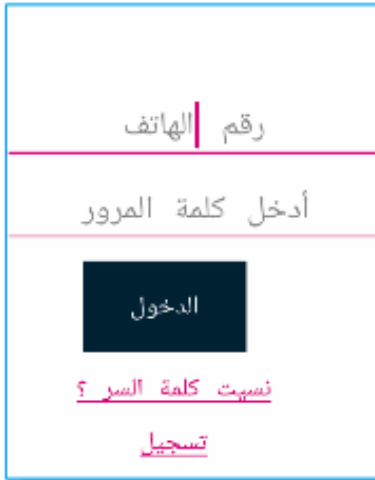 رقم الهاتف
أدخل كلمة المرور
الدخول
نسيت كلمة السر ؟
تسجيل